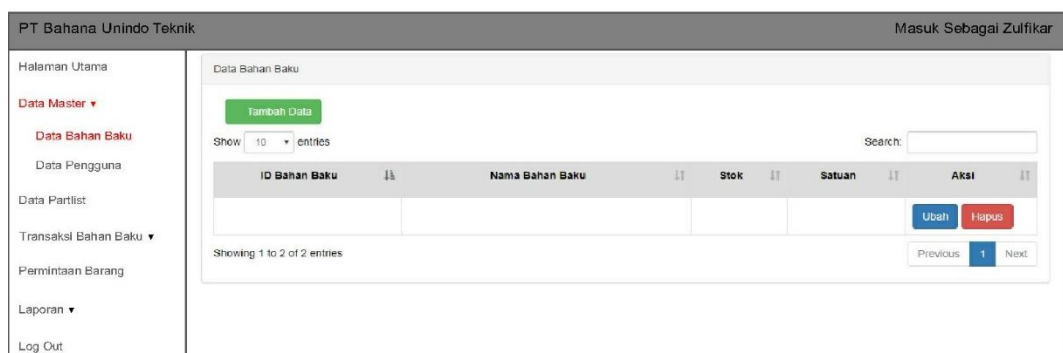 PT Bahana Unindo Teknik
Masuk Sebagai Zulfikar
Halaman Utama
Data Master
Data Bahan Baku
Data Pengguna
Data Partlist
Transaksi Bahan Baku
Permintaan Barang
Laporan
Log Out
Data Bahan Baku
Tambah Data
Show 10 entries
Search:
ID Bahan Baku Nama Bahan Baku Stok Satuan Aksi
Ubah Hapus
Showing 1 to 2 of 2 entries
Previous 1 Next